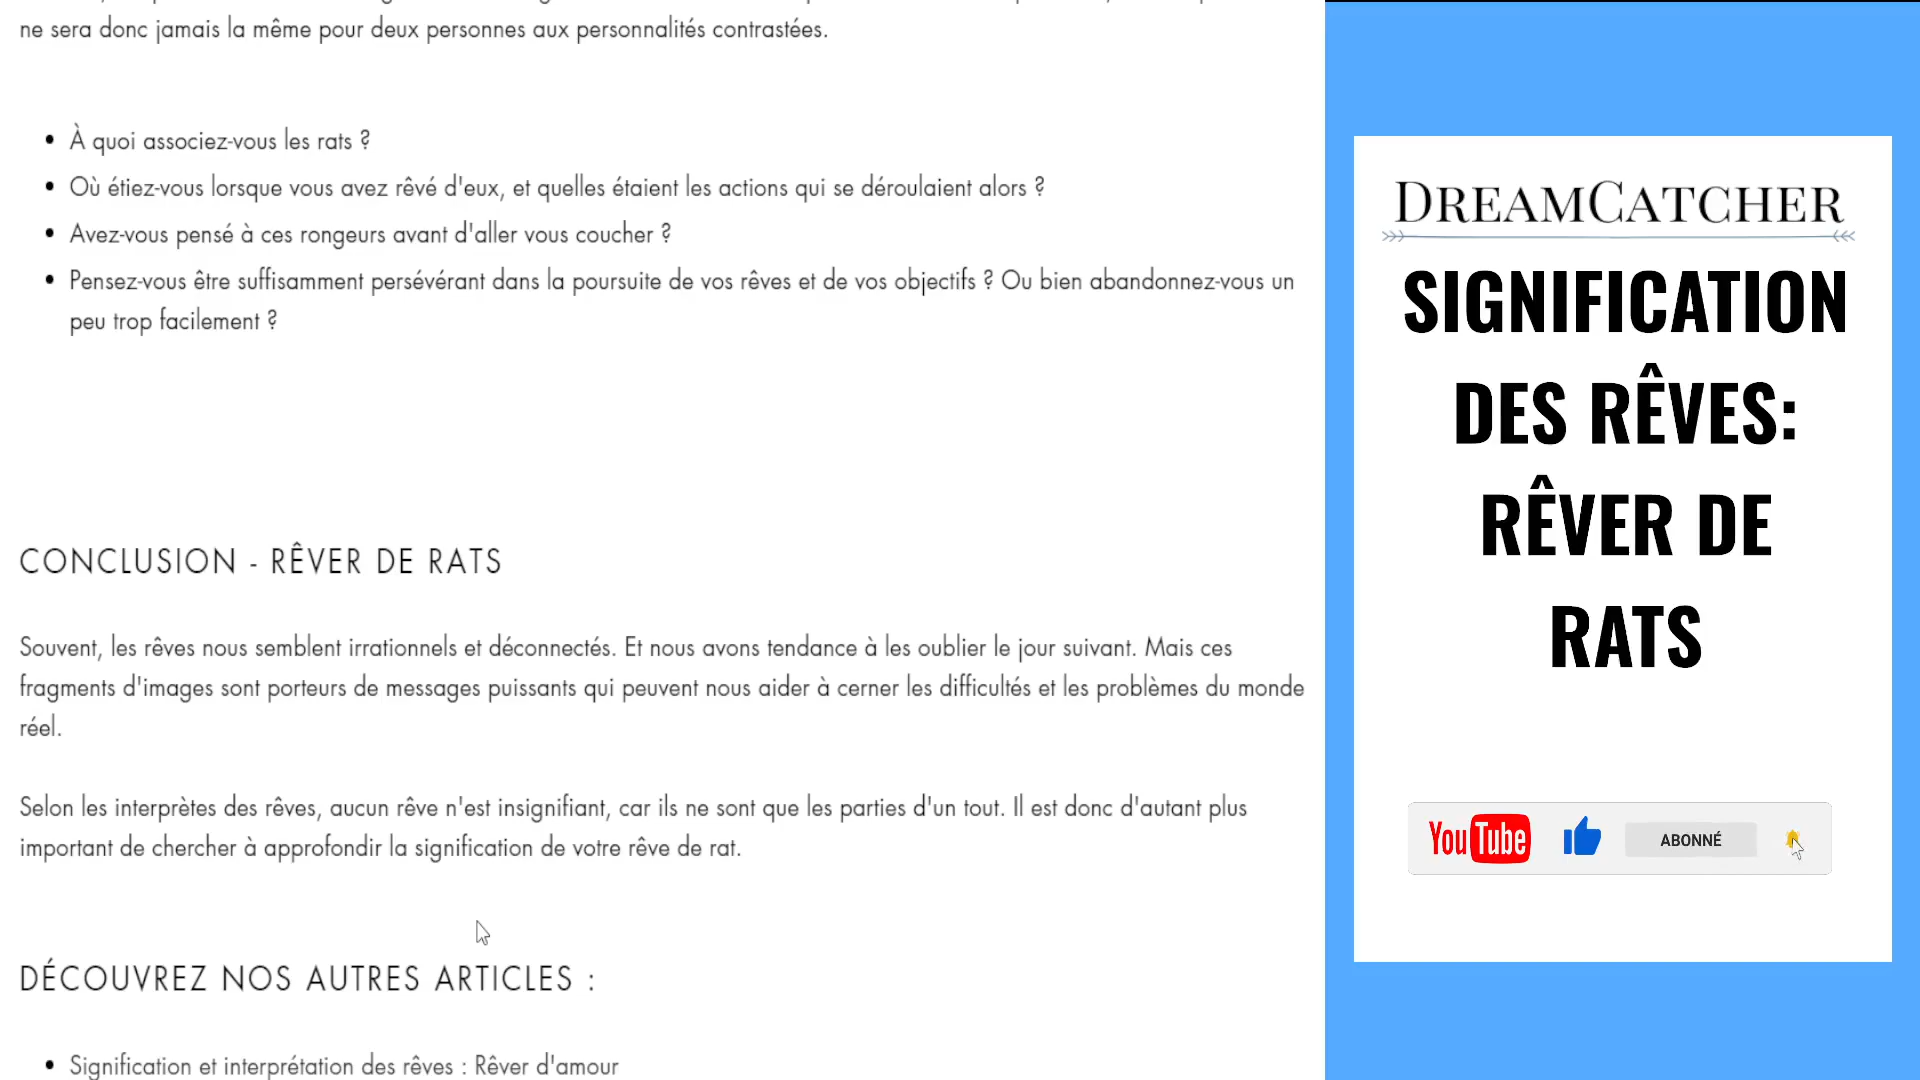 ne sera donc jamais la même pour deux personnes aux personnalités contrastées.
• À quoi associez-vous les rats ?
• Où étiez-vous lorsque vous avez rêvé d'eux, et quelles étaient les actions qui se déroulaient alors ?
• Avez-vous pensé à ces rongeurs avant d'aller vous coucher ?
• Pensez-vous être suffisamment persévérant dans la poursuite de vos rêves et de vos objectifs ? Ou bien abandonnez-vous un
peu trop facilement ?
CONCLUSION - RÊVER DE RATS
Souvent, les rêves nous semblent irrationnels et déconnectés. Et nous avons tendance à les oublier le jour suivant. Mais ces
fragments d'images sont porteurs de messages puissants qui peuvent nous aider à cerner les difficultés et les problèmes du monde
réel.
Selon les interprètes des rêves, aucun rêve n'est insignifiant, car ils ne sont que les parties d'un tout. Il est donc d'autant plus
important de chercher à approfondir la signification de votre rêve de rat.
DÉCOUVREZ NOS AUTRES ARTICLES :
• Signification et interprétation des rêves : Rêver d'amour
DREAMCATCHER
SIGNIFICATION
DES RÊVES:
RÊVER DE
RATS
YouTube
ABONNÉ